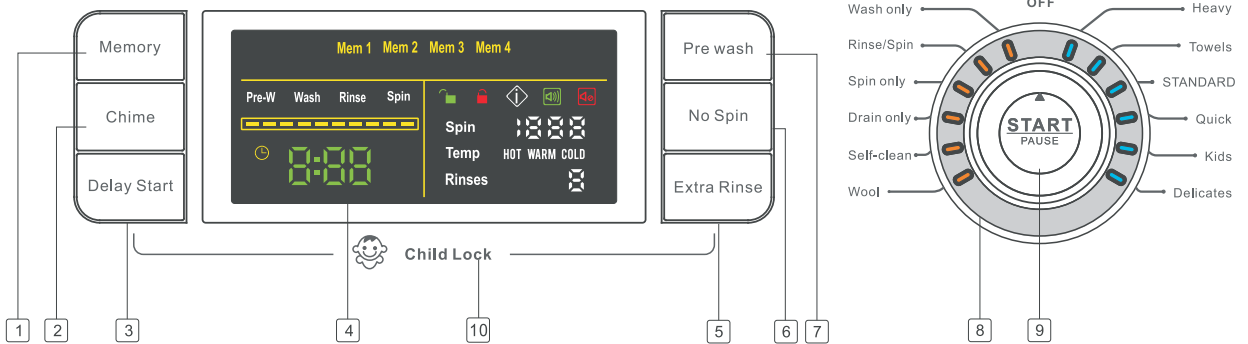 Memory
Chime
Delay Start
Mem 1 Mem 2 Mem 3 Mem 4
Pre-W Wash Rinse Spin
Spin 1888
Temp HOT WARM COLD
Rinses 8
8:88
Pre wash
No Spin
Extra Rinse
Child Lock
1
2
3
4
10
5
6
7
OFF
Wash only
Rinse/Spin
Spin only
Drain only
Self-clean
Wool
Heavy
Towels
STANDARD
Quick
Kids
Delicates
START
PAUSE
8
9